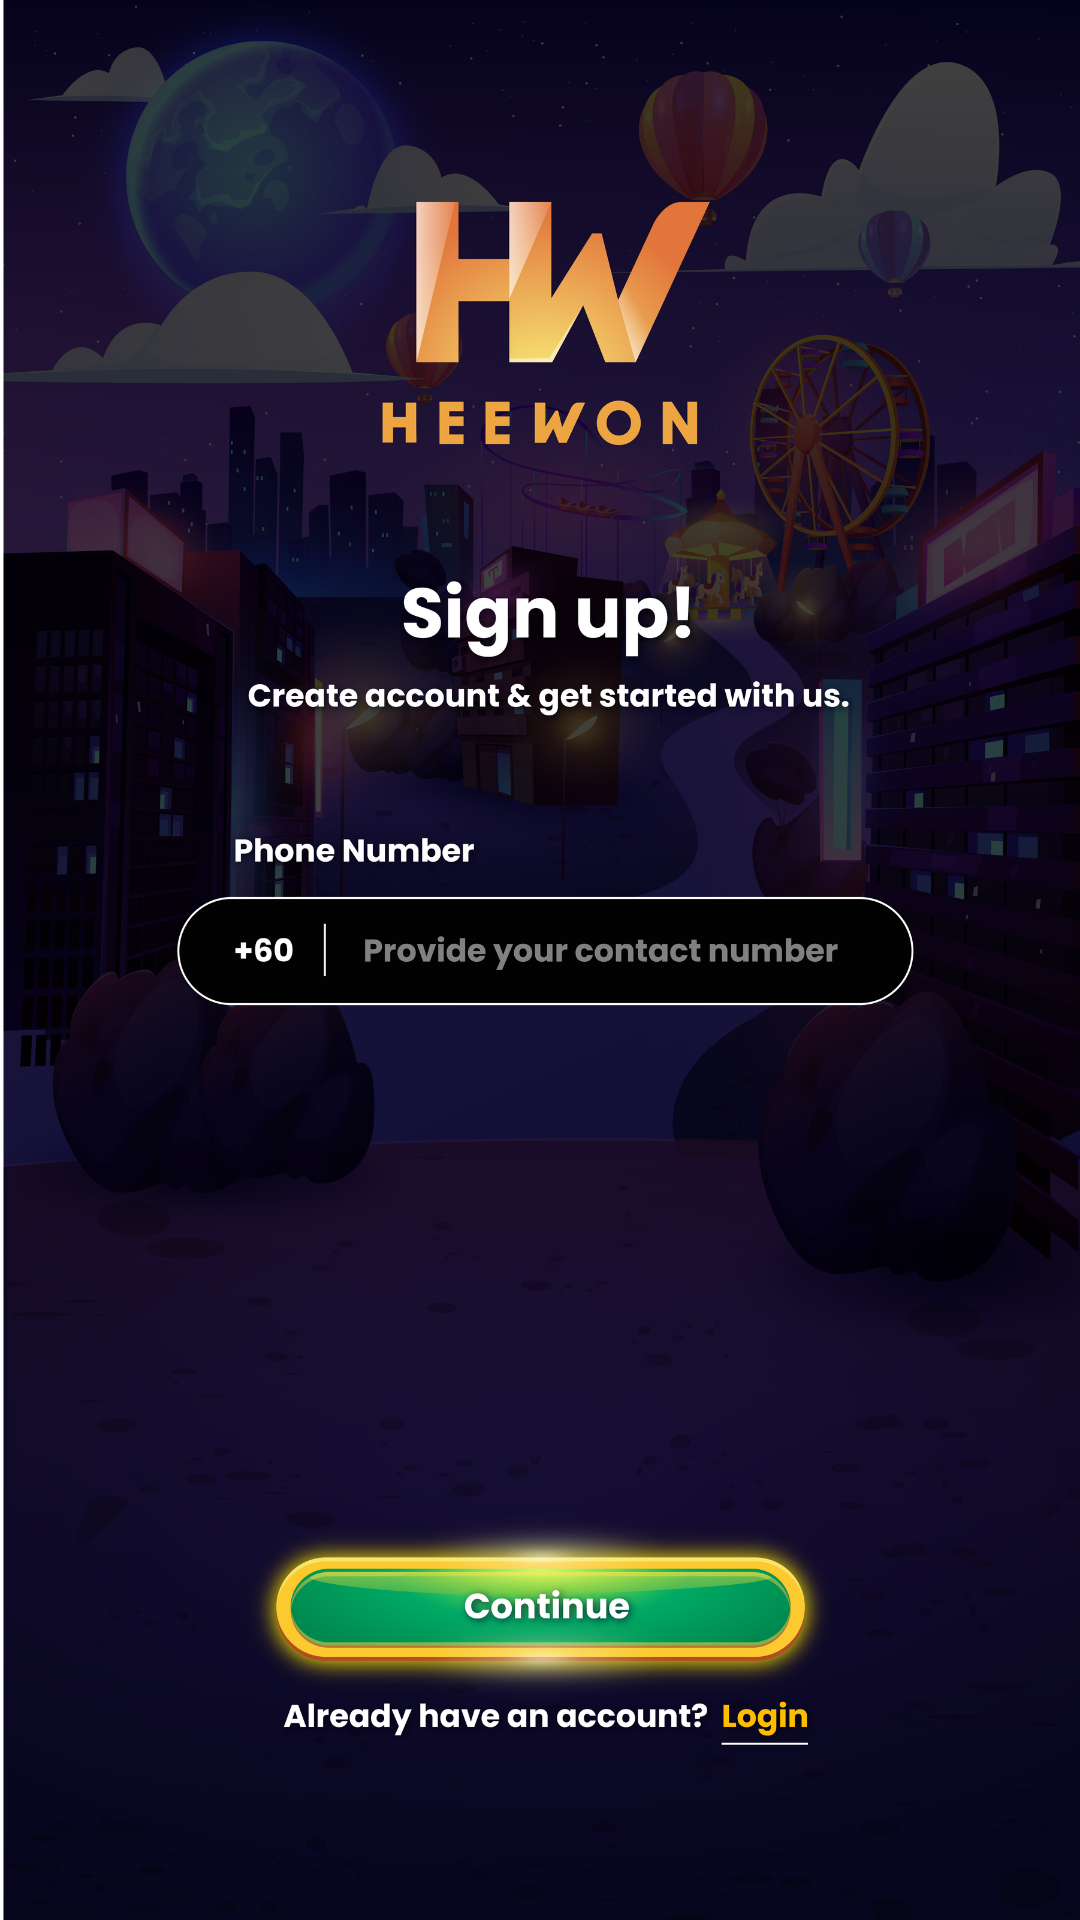 HW
HEEWON
Sign up!
Create account & get started with us.
Phone Number
+60 Provide your contact number
Continue
Already have an account? Login